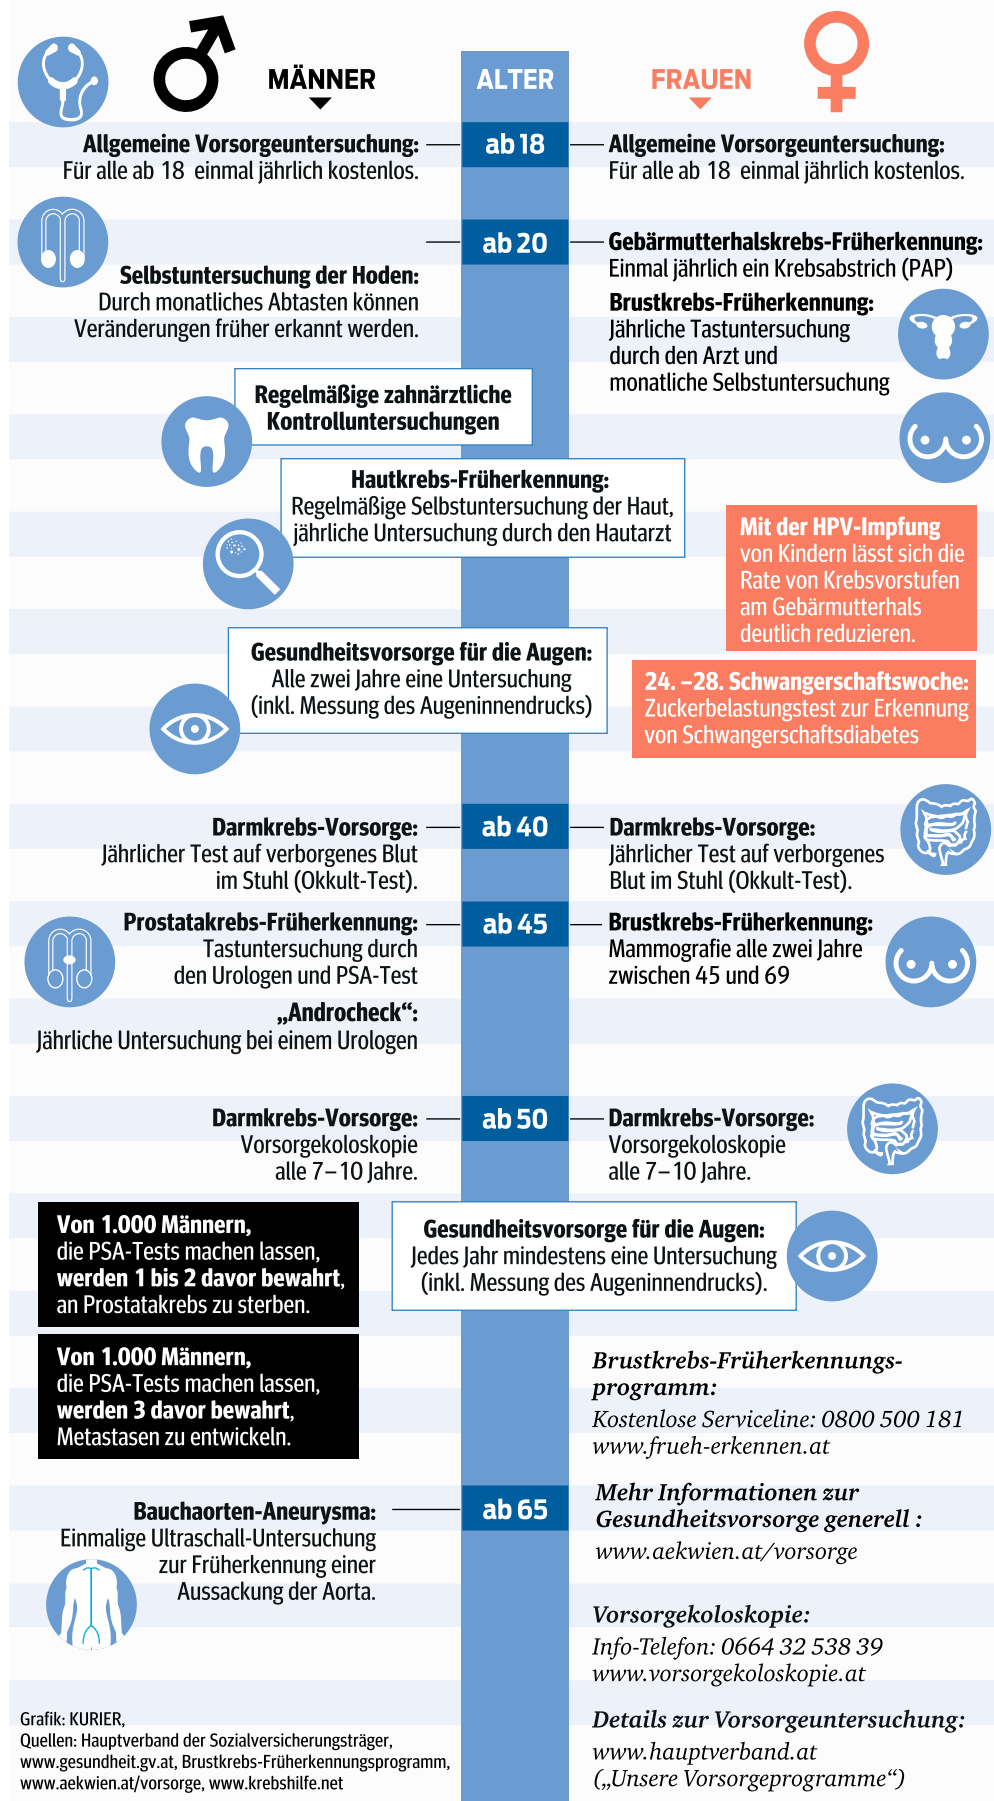 MÄNNER
ALTER
FRAUEN
ab 18
Allgemeine Vorsorgeuntersuchung:
Für alle ab 18 einmal jährlich kostenlos.
Allgemeine Vorsorgeuntersuchung:
Für alle ab 18 einmal jährlich kostenlos.
ab 20
Selbstuntersuchung der Hoden:
Durch monatliches Abtasten können
Veränderungen früher erkannt werden.
Gebärmutterhalskrebs-Früherkennung:
Einmal jährlich ein Krebsabstrich (PAP)
Brustkrebs-Früherkennung:
Jährliche Tastuntersuchung
durch den Arzt und
monatliche Selbstuntersuchung
Regelmäßige zahnärztliche
Kontrolluntersuchungen
Hautkrebs-Früherkennung:
Regelmäßige Selbstuntersuchung der Haut,
jährliche Untersuchung durch den Hautarzt
Mit der HPV-Impfung
von Kindern lässt sich die
Rate von Krebsvorstufen
am Gebärmutterhals
deutlich reduzieren.
Gesundheitsvorsorge für die Augen:
Alle zwei Jahre eine Untersuchung
(inkl. Messung des Augeninnendrucks)
24. –28. Schwangerschaftswoche:
Zuckerbelastungstest zur Erkennung
von Schwangerschaftsdiabetes
ab 40
Darmkrebs-Vorsorge:
Jährlicher Test auf verborgenes Blut
im Stuhl (Okkult-Test).
Darmkrebs-Vorsorge:
Jährlicher Test auf verborgenes
Blut im Stuhl (Okkult-Test).
ab 45
Prostatakrebs-Früherkennung:
Tastuntersuchung durch
den Urologen und PSA-Test
„Androcheck“:
Jährliche Untersuchung bei einem Urologen
Brustkrebs-Früherkennung:
Mammografie alle zwei Jahre
zwischen 45 und 69
ab 50
Darmkrebs-Vorsorge:
Vorsorgekoloskopie
alle 7–10 Jahre.
Darmkrebs-Vorsorge:
Vorsorgekoloskopie
alle 7–10 Jahre.
Von 1.000 Männern,
die PSA-Tests machen lassen,
werden 1 bis 2 davor bewahrt,
an Prostatakrebs zu sterben.
Gesundheitsvorsorge für die Augen:
Jedes Jahr mindestens eine Untersuchung
(inkl. Messung des Augeninnendrucks).
Von 1.000 Männern,
die PSA-Tests machen lassen,
werden 3 davor bewahrt,
Metastasen zu entwickeln.
Brustkrebs-Früherkennungs-
programm:
Kostenlose Serviceline: 0800 500 181
www.frueh-erkennen.at
ab 65
Bauchaorten-Aneurysma:
Einmalige Ultraschall-Untersuchung
zur Früherkennung einer
Aussackung der Aorta.
Mehr Informationen zur
Gesundheitsvorsorge generell :
www.aekwien.at/vorsorge
Vorsorgekoloskopie:
Info-Telefon: 0664 32 538 39
www.vorsorgekoloskopie.at
Details zur Vorsorgeuntersuchung:
www.hauptverband.at
(„Unsere Vorsorgeprogramme“)
Grafik: KURIER,
Quellen: Hauptverband der Sozialversicherungsträger,
www.gesundheit.gv.at, Brustkrebs-Früherkennungsprogramm,
www.aekwien.at/vorsorge, www.krebshilfe.net